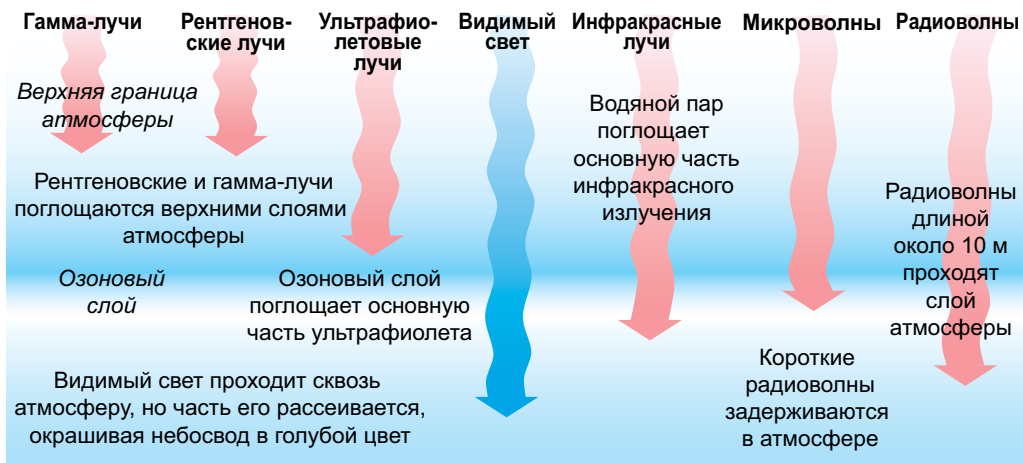 Гамма-лучи
Рентгенов-
ские лучи
Ультрафио-
летовые
лучи
Видимый
свет
Инфракрасные
лучи
Микроволны
Радиоволны
Верхняя граница
атмосферы
Рентгеновские и гамма-лучи
поглощаются верхними слоями
атмосферы
Водяной пар
поглощает
основную часть
инфракрасного
излучения
Радиоволны
длиной
около 10 м
проходят
слой
атмосферы
Озоновый
слой
Озоновый слой
поглощает основную
часть ультрафиолета
Видимый свет проходит сквозь
атмосферу, но часть его рассеивается,
окрашивая небосвод в голубой цвет
Короткие
радиоволны
задерживаются
в атмосфере